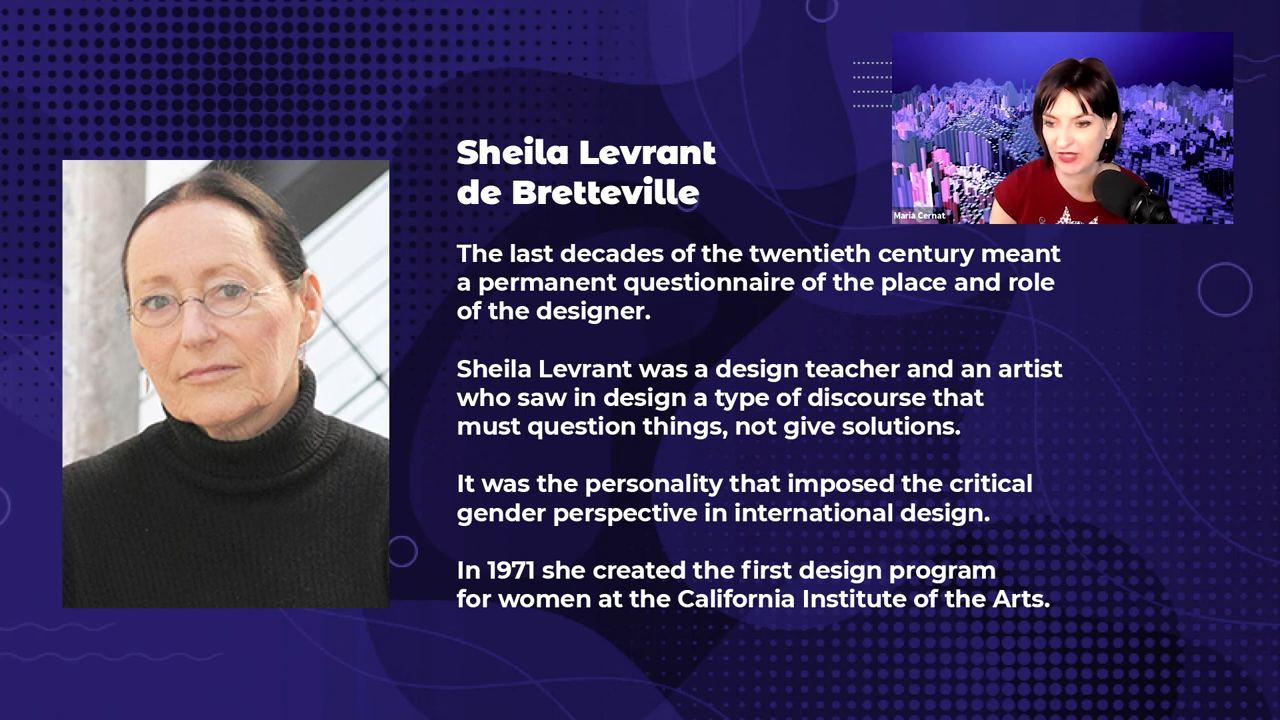 Sheila Levrant
de Bretteville
Maria Cernat
The last decades of the twentieth century meant
a permanent questionnaire of the place and role
of the designer.
Sheila Levrant was a design teacher and an artist
who saw in design a type of discourse that
must question things, not give solutions.
It was the personality that imposed the critical
gender perspective in international design.
In 1971 she created the first design program
for women at the California Institute of the Arts.